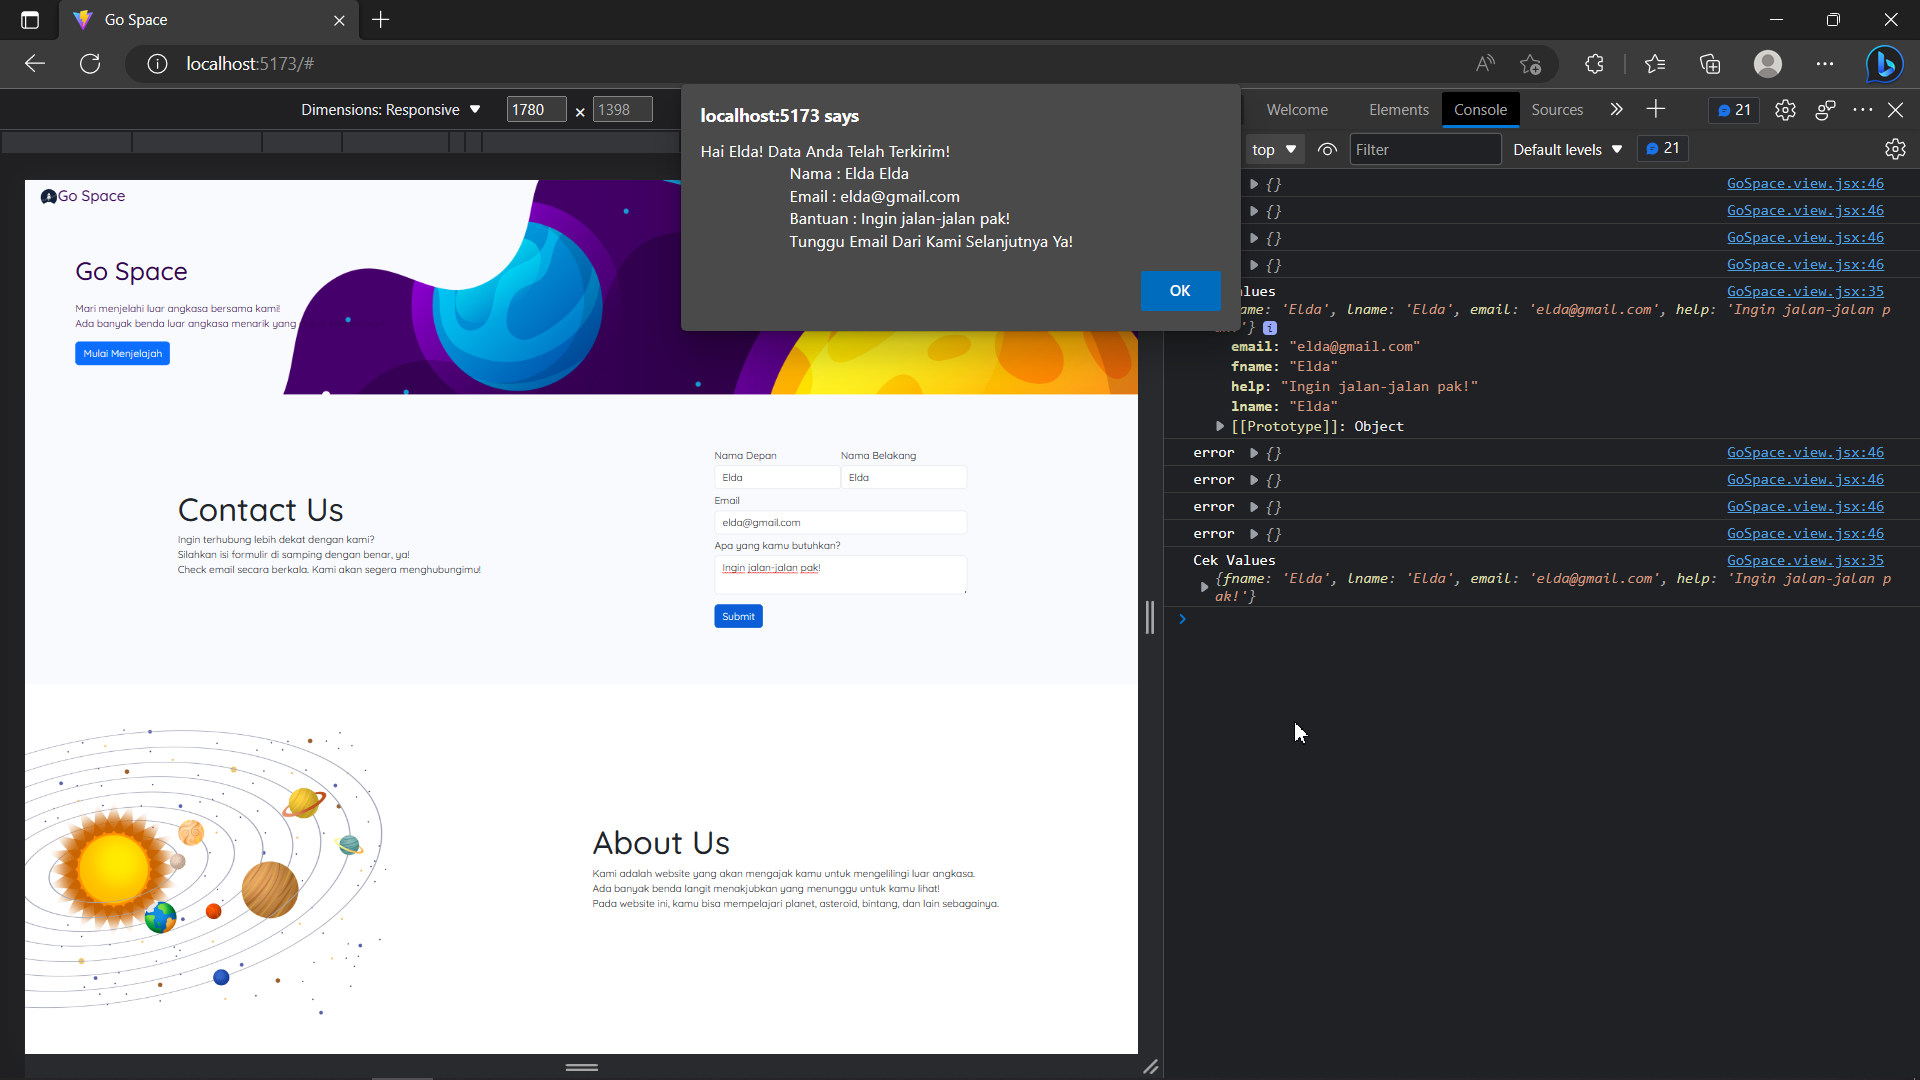 Go Space
localhost:5173/#
Dimensions: Responsive 1780 x 1398
localhost:5173 says
Hai Elda! Data Anda Telah Terkirim!
Nama : Elda Elda
Email : elda@gmail.com
Bantuan : Ingin jalan-jalan pak!
Tunggu Email Dari Kami Selanjutnya Ya!
OK
Welcome Elements Console Sources 21
top Filter Default levels 21
Go Space
Go Space
Mari menjelahi luar angkasa bersama kami!
Ada banyak benda luar angkasa menarik yang
Mulai Menjelajah
Contact Us
Ingin terhubung lebih dekat dengan kami?
Silahkan isi formulir di samping dengan benar, ya!
Check email secara berkala. Kami akan segera menghubungimu!
Nama Depan Nama Belakang
Elda Elda
Email
elda@gmail.com
Apa yang kamu butuhkan?
Ingin jalan-jalan pak!
Submit
About Us
Kami adalah website yang akan mengajak kamu untuk mengelilingi luar angkasa.
Ada banyak benda langit menakjubkan yang menunggu untuk kamu lihat!
Pada website ini, kamu bisa mempelajari planet, asteroid, bintang, dan lain sebagainya.
{} GoSpace.view.jsx:46
{} GoSpace.view.jsx:46
{} GoSpace.view.jsx:46
{} GoSpace.view.jsx:46
lues GoSpace.view.jsx:35
ame: 'Elda', lname: 'Elda', email: 'elda@gmail.com', help: 'Ingin jalan-jalan p
'} i
email: "elda@gmail.com"
fname: "Elda"
help: "Ingin jalan-jalan pak!"
lname: "Elda"
[[Prototype]]: Object
error {} GoSpace.view.jsx:46
error {} GoSpace.view.jsx:46
error {} GoSpace.view.jsx:46
error {} GoSpace.view.jsx:46
Cek Values GoSpace.view.jsx:35
{fname: 'Elda', lname: 'Elda', email: 'elda@gmail.com', help: 'Ingin jalan-jalan p
ak!'}